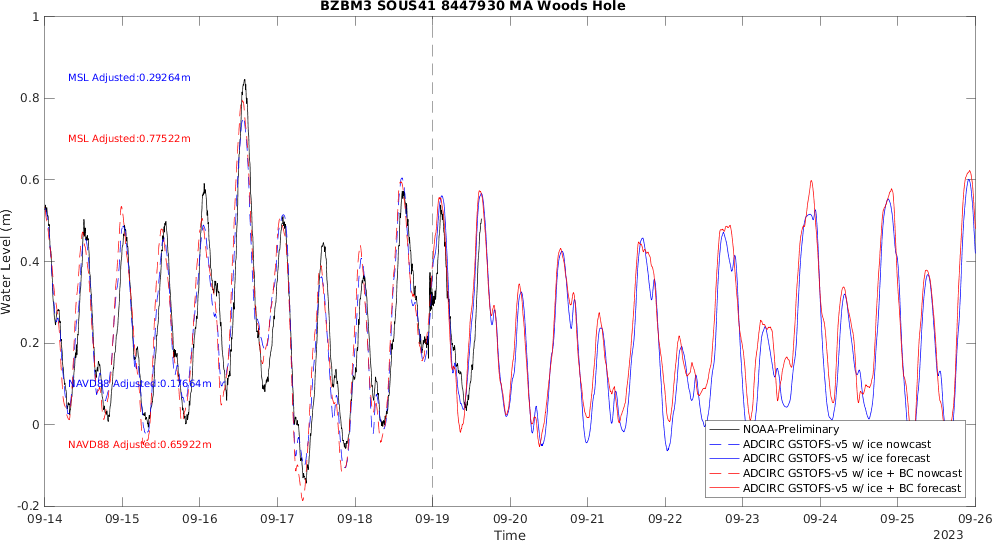 BZBM3 SOUS41 8447930 MA Woods Hole
1
0.8
0.6
0.4
0.2
0
-0.2
Water Level (m)
MSL Adjusted:0.29264m
MSL Adjusted:0.77522m
NAVD88 Adjusted:0.17664m
NAVD88 Adjusted:0.65922m
NOAA-Preliminary
ADCIRC GSTOFS-v5 w/ ice nowcast
ADCIRC GSTOFS-v5 w/ ice forecast
ADCIRC GSTOFS-v5 w/ ice + BC nowcast
ADCIRC GSTOFS-v5 w/ ice + BC forecast
09-14 09-15 09-16 09-17 09-18 09-19 09-20 09-21 09-22 09-23 09-24 09-25 09-26
Time
2023